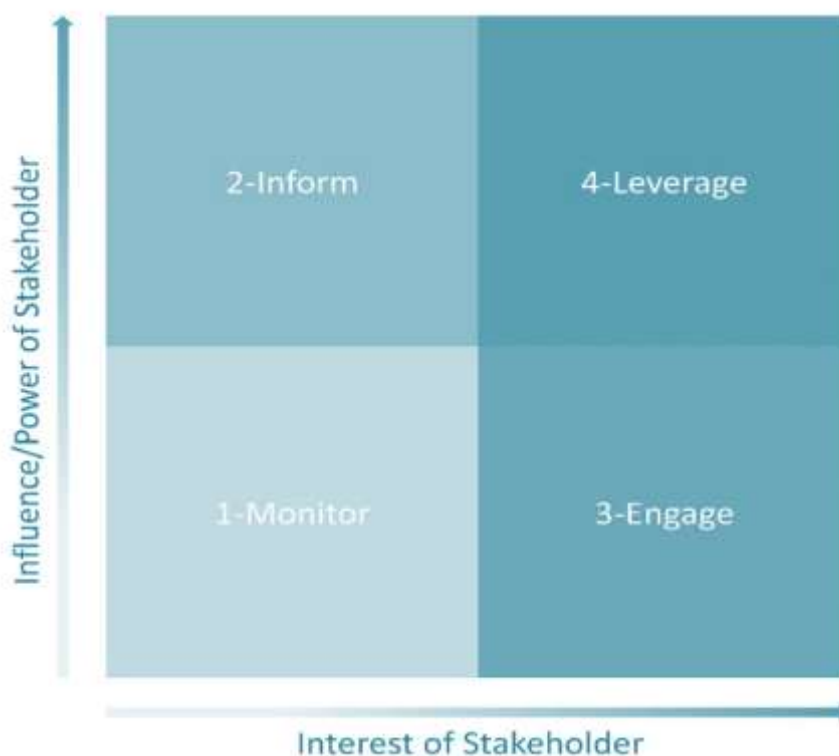 Influence/Power of Stakeholder
2-Inform
4-Leverage
1-Monitor
3-Engage
Interest of Stakeholder